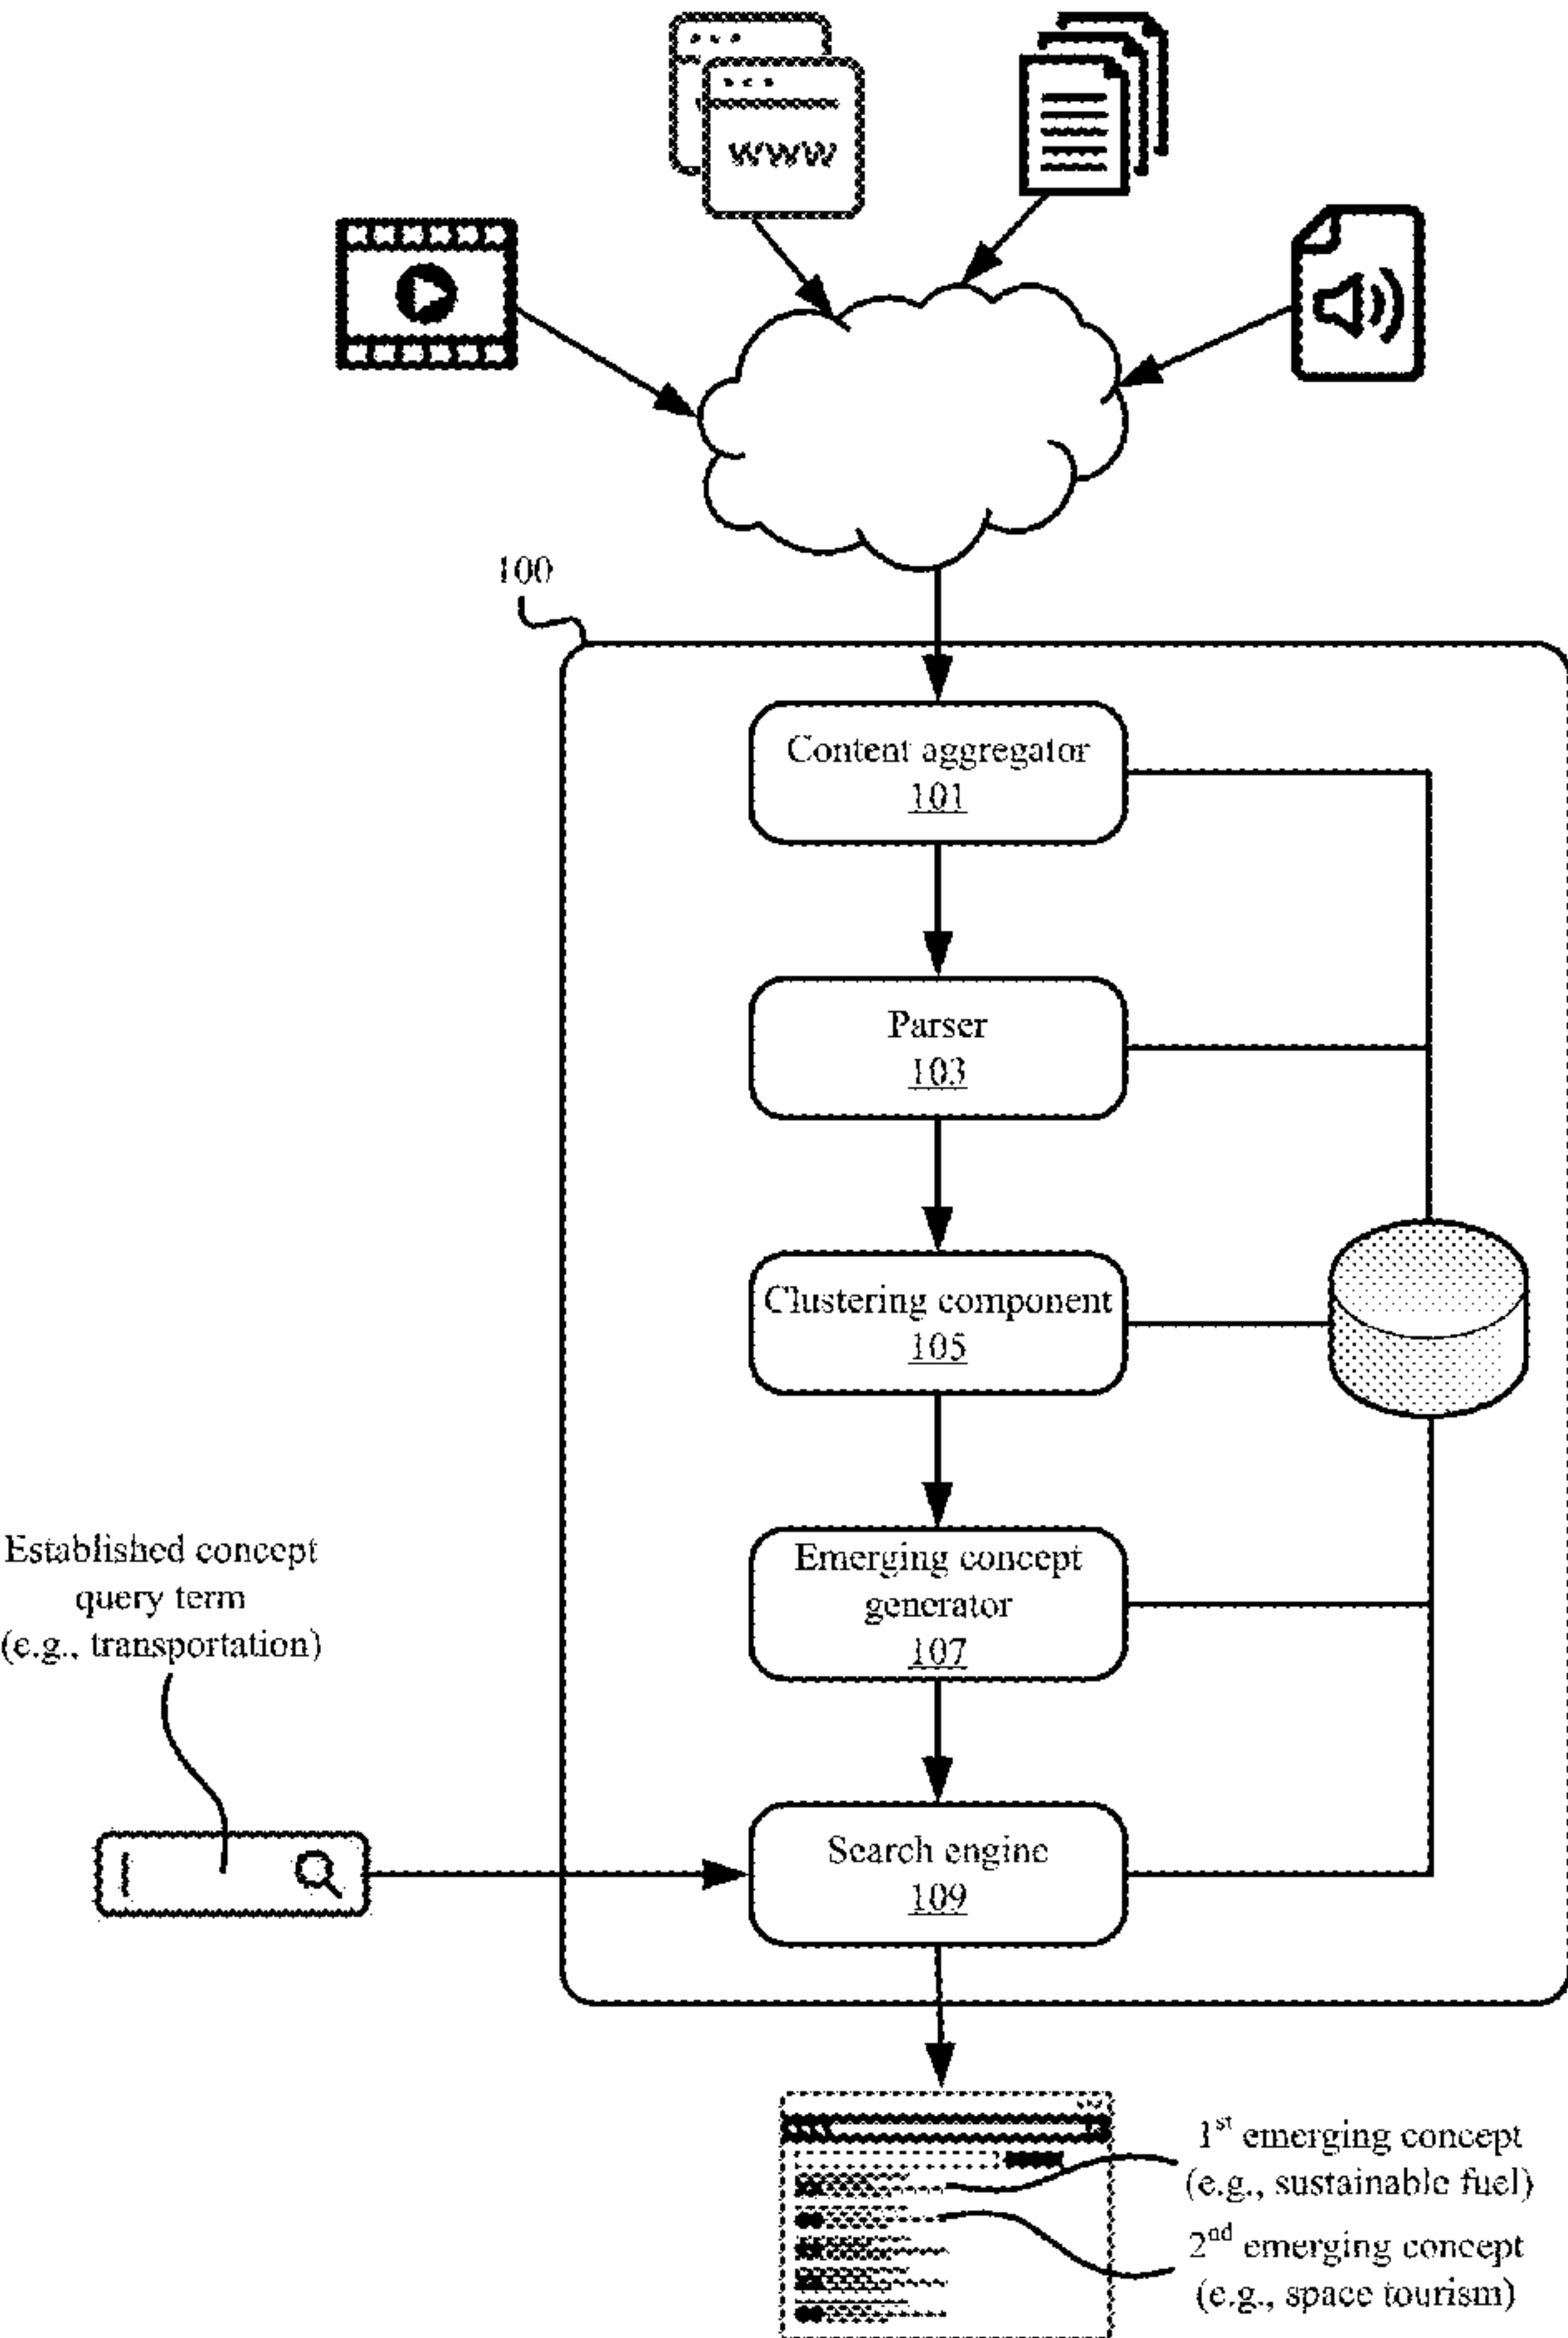 www
100
Content aggregator
101
Parser
103
Clustering component
105
Emerging concept
generator
107
Established concept
query term
(e.g., transportation)
Search engine
109
1st emerging concept
(e.g., sustainable fuel)
2nd emerging concept
(e.g., space tourism)